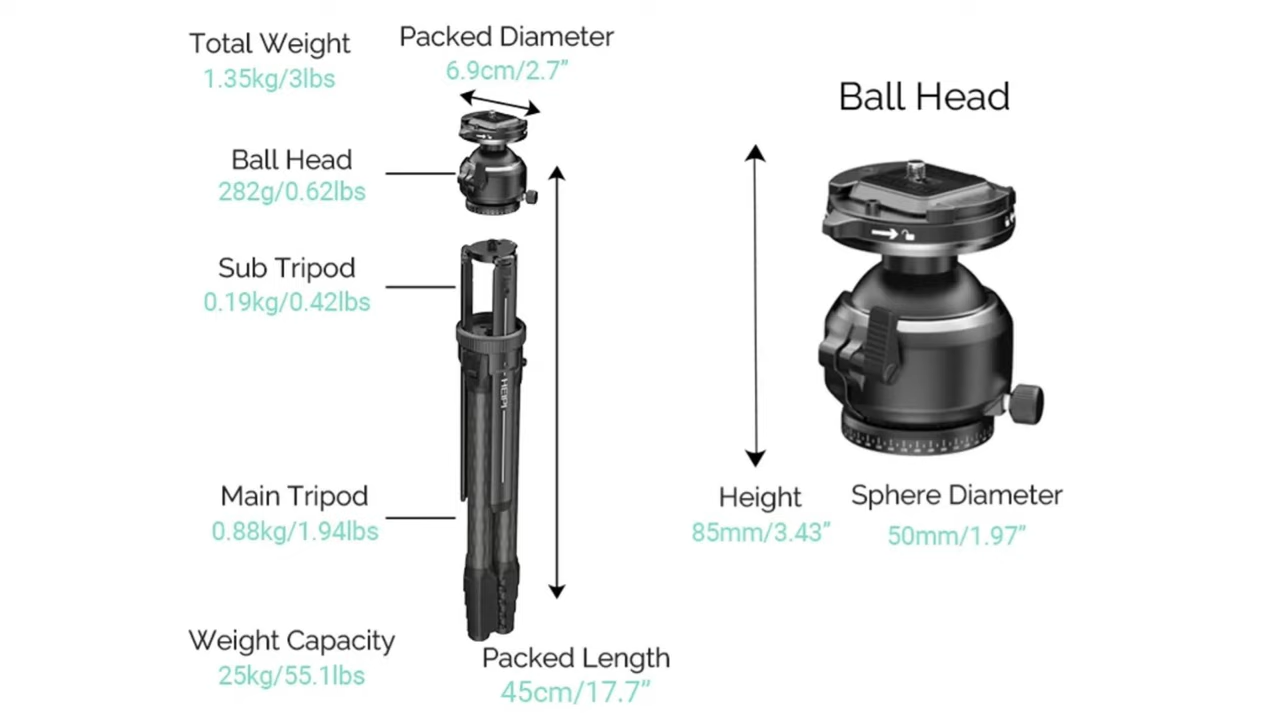 Total Weight
1.35kg/3lbs
Packed Diameter
6.9cm/2.7”
Ball Head
282g/0.62lbs
Sub Tripod
0.19kg/0.42lbs
HEIPI
Main Tripod
0.88kg/1.94lbs
Weight Capacity
25kg/55.1lbs
Packed Length
45cm/17.7”
Ball Head
Height
85mm/3.43”
Sphere Diameter
50mm/1.97”